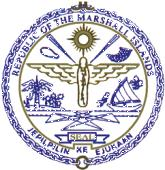 REPUBLIC OF THE MARSHALL ISLANDS
SEAL
JEPILPILIN KE EJUKAAN